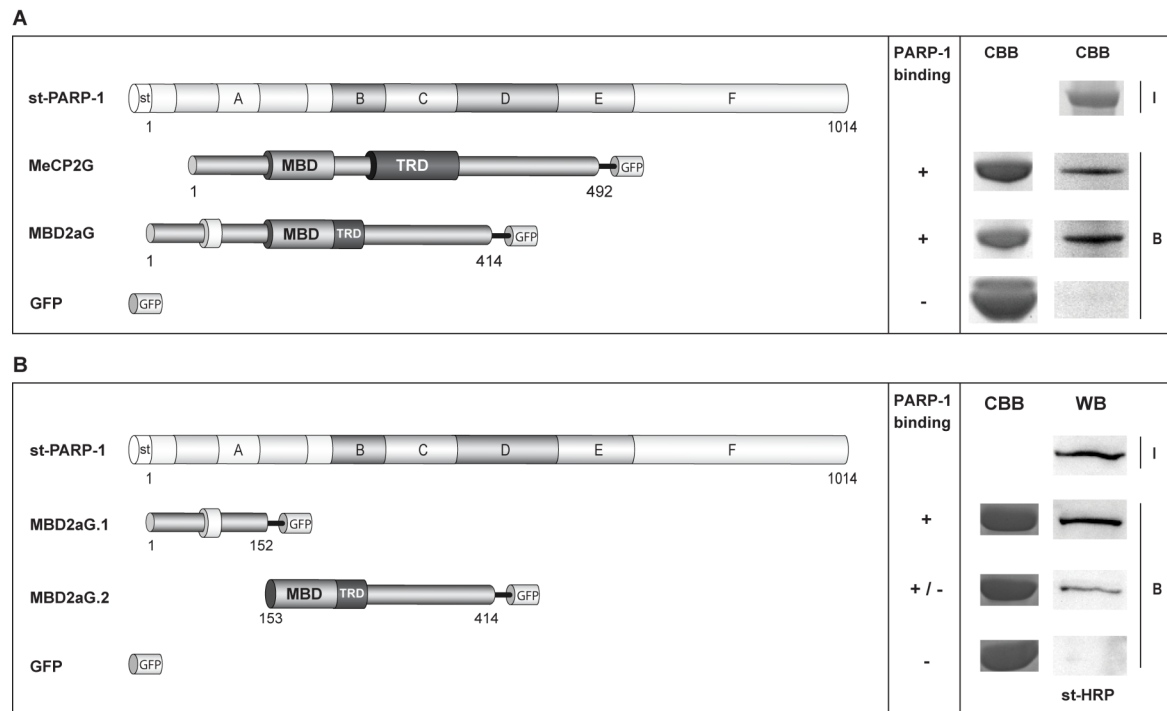 A
PARP-1 binding
CBB CBB
st-PARP-1 st A B C D E F I
1 1014
MeCP2G MBD TRD GFP +
1 492
MBD2aG MBD TRD GFP + B
1 414
GFP GFP -
B
PARP-1 binding
CBB WB
st-PARP-1 st A B C D E F I
1 1014
MBD2aG.1 GFP +
1 152
MBD2aG.2 MBD TRD GFP + / - B
153 414
GFP GFP -
st-HRP